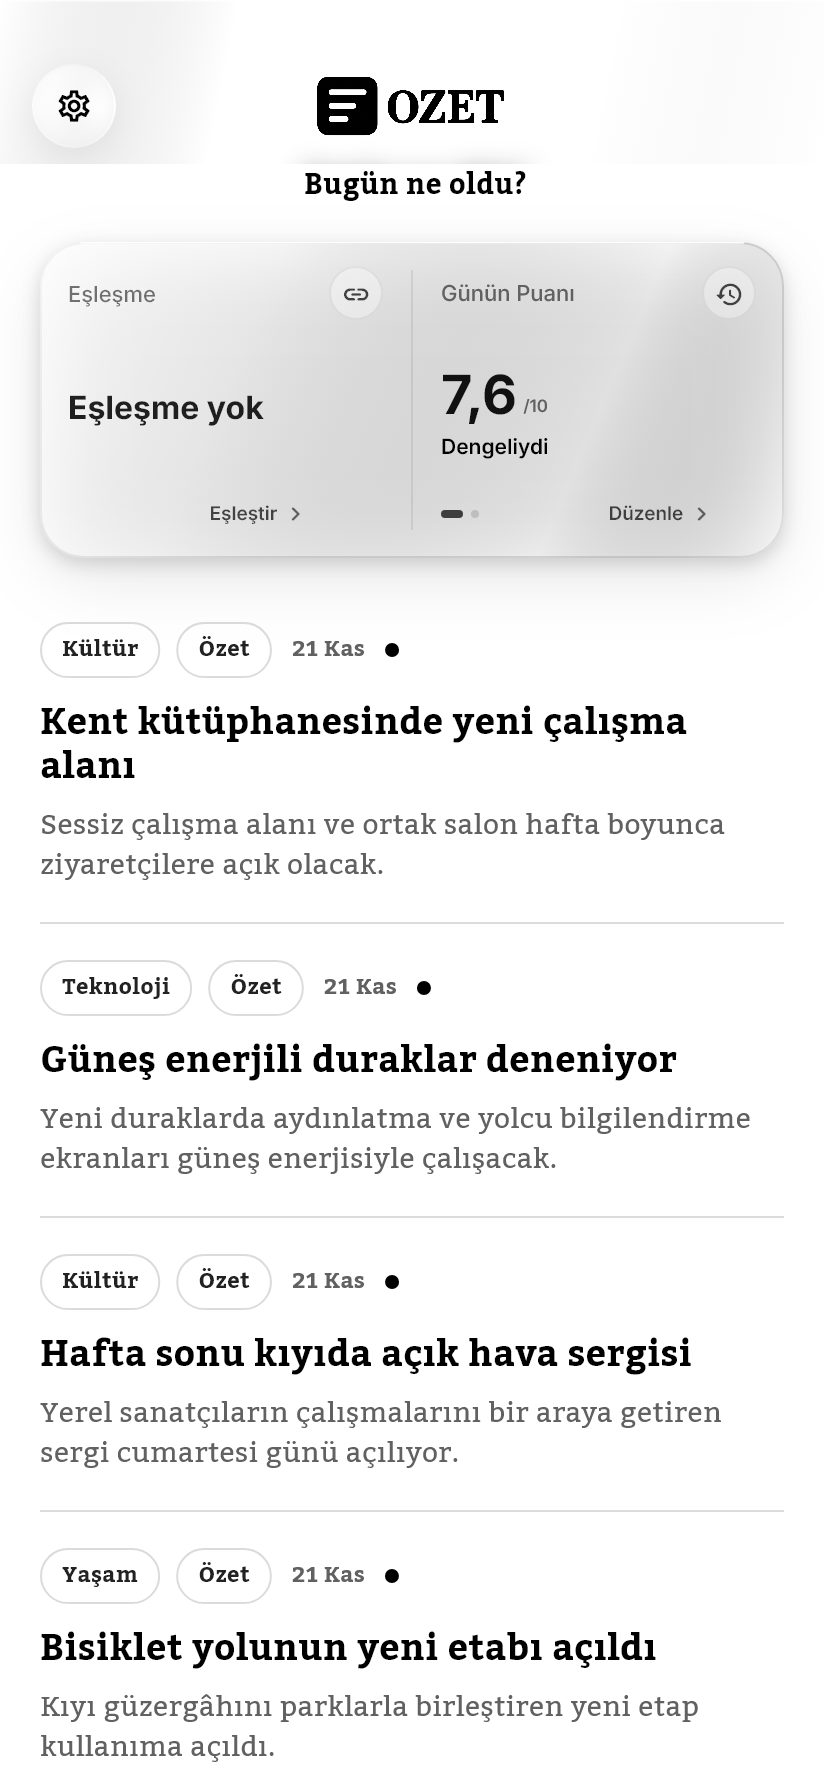 OZET
Bugün ne oldu?
Eşleşme
Günün Puanı
Eşleşme yok
7,6 /10
Dengeliydi
Eşleştir
Düzenle
Kültür Özet 21 Kas
Kent kütüphanesinde yeni çalışma
alanı
Sessiz çalışma alanı ve ortak salon hafta boyunca
ziyaretçilere açık olacak.
Teknoloji Özet 21 Kas
Güneş enerjili duraklar deneniyor
Yeni duraklarda aydınlatma ve yolcu bilgilendirme
ekranları güneş enerjisiyle çalışacak.
Kültür Özet 21 Kas
Hafta sonu kıyıda açık hava sergisi
Yerel sanatçıların çalışmalarını bir araya getiren
sergi cumartesi günü açılıyor.
Yaşam Özet 21 Kas
Bisiklet yolunun yeni etabı açıldı
Kıyı güzergâhını parklarla birleştiren yeni etap
kullanıma açıldı.